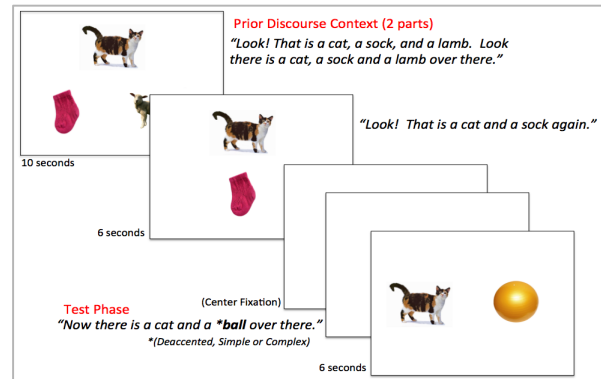 Prior Discourse Context (2 parts)
“Look! That is a cat, a sock, and a lamb. Look
there is a cat, a sock and a lamb over there.”
“Look! That is a cat and a sock again.”
10 seconds
6 seconds
(Center Fixation)
Test Phase
“Now there is a cat and a *ball over there.”
*(Deaccented, Simple or Complex)
6 seconds